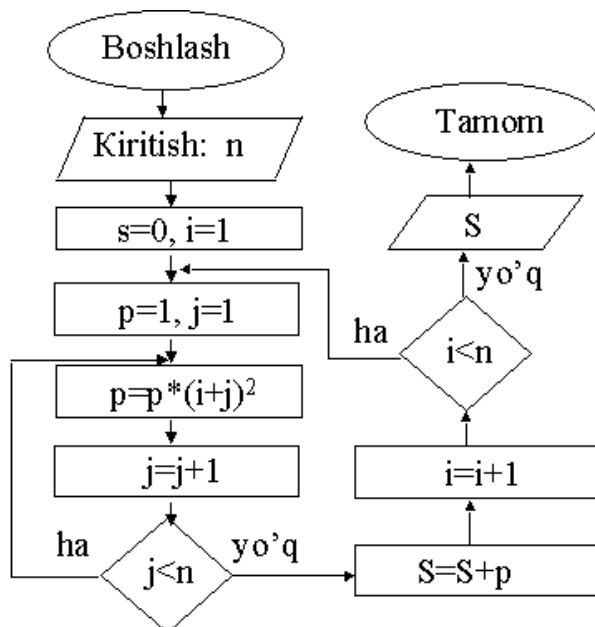 Boshlash
Kiritish: n
s=0, i=1
p=1, j=1
p=p*(i+j)²
j=j+1
j<n
ha
yo’q
S=S+p
i=i+1
i<n
ha
yo’q
S
Tamom